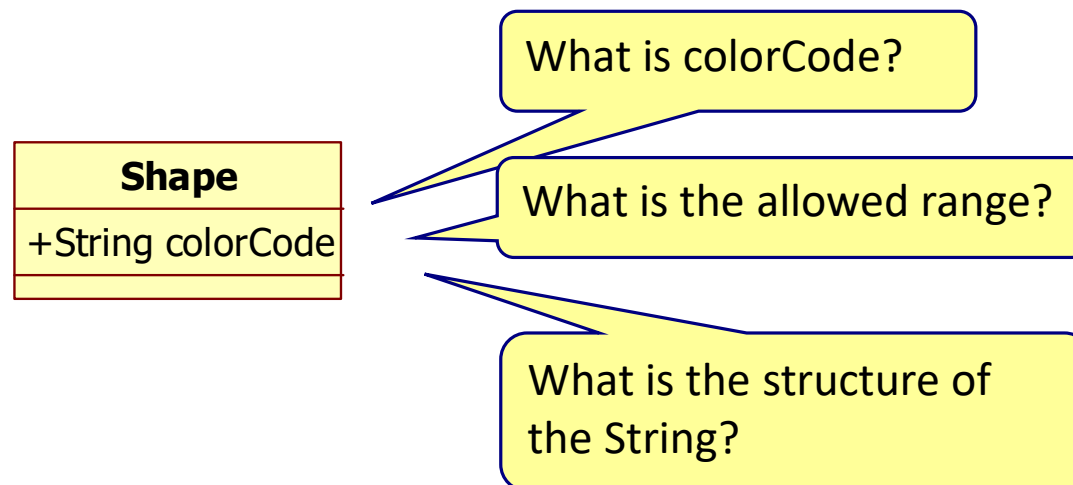 What is colorCode?
Shape
What is the allowed range?
+String colorCode
What is the structure of
the String?